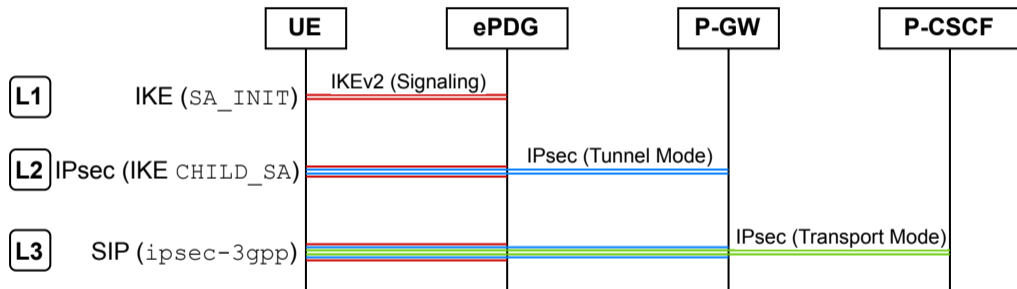 UE ePDG P-GW P-CSCF
IKEv2 (Signaling)
L1 IKE (SA_INIT)
IPsec (Tunnel Mode)
L2 IPsec (IKE CHILD_SA)
IPsec (Transport Mode)
L3 SIP (ipsec-3gpp)